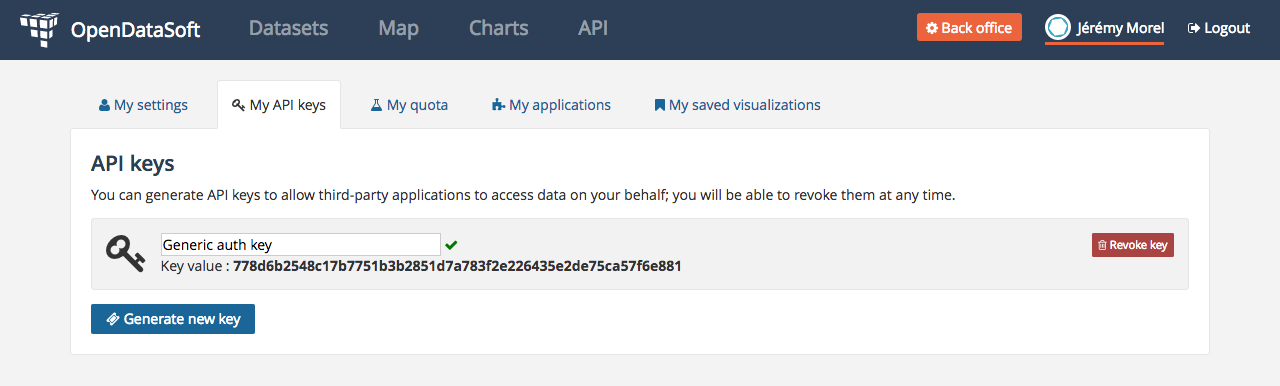 OpenDataSoft Datasets Map Charts API Back office Jérémy Morel Logout
My settings My API keys My quota My applications My saved visualizations
API keys
You can generate API keys to allow third-party applications to access data on your behalf; you will be able to revoke them at any time.
Generic auth key Revoke key
Key value : 778d6b2548c17b7751b3b2851d7a783f2e226435e2de75ca57f6e881
Generate new key